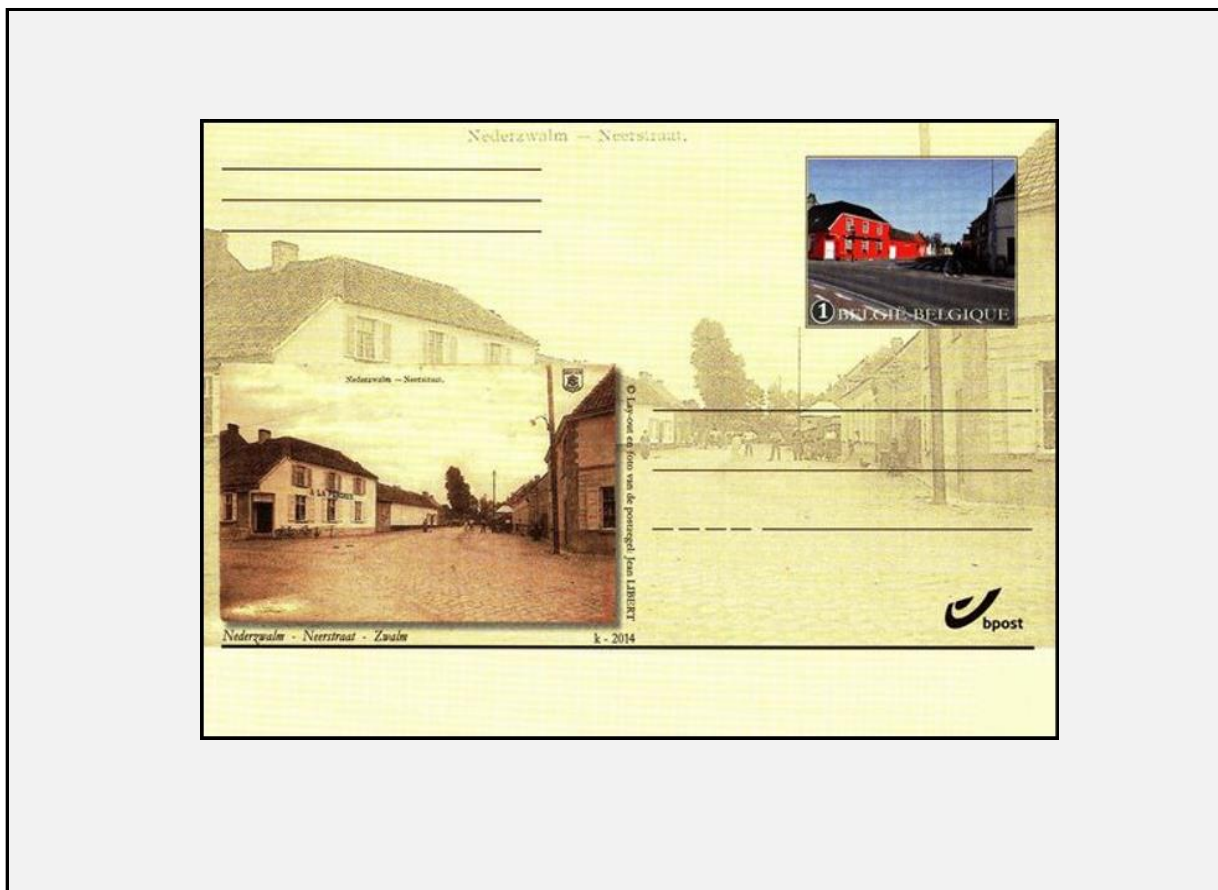 Nederzwalm — Neerstraat.
1 BELGIË-BELGIQUE
Nederzwalm — Neerstraat.
A LA
© Lay-out en foto van de postzegel: Jean LIBERT
bpost
Nederzwalm - Neerstraat - Zwalm
k - 2014